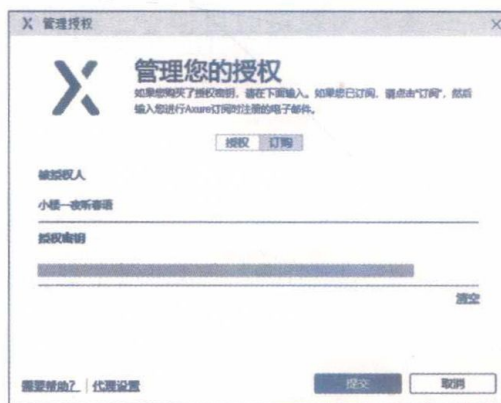 管理授权
管理您的授权
如果您购买了授权密钥，请在下面输入。如果您已订阅，请点击“订阅”，然后
输入您进行Axure订阅时注册的电子邮件。
授权 订购
被授权人
小楼一夜听春语
授权密钥
清空
需要帮助？ 代理设置
提交 取消